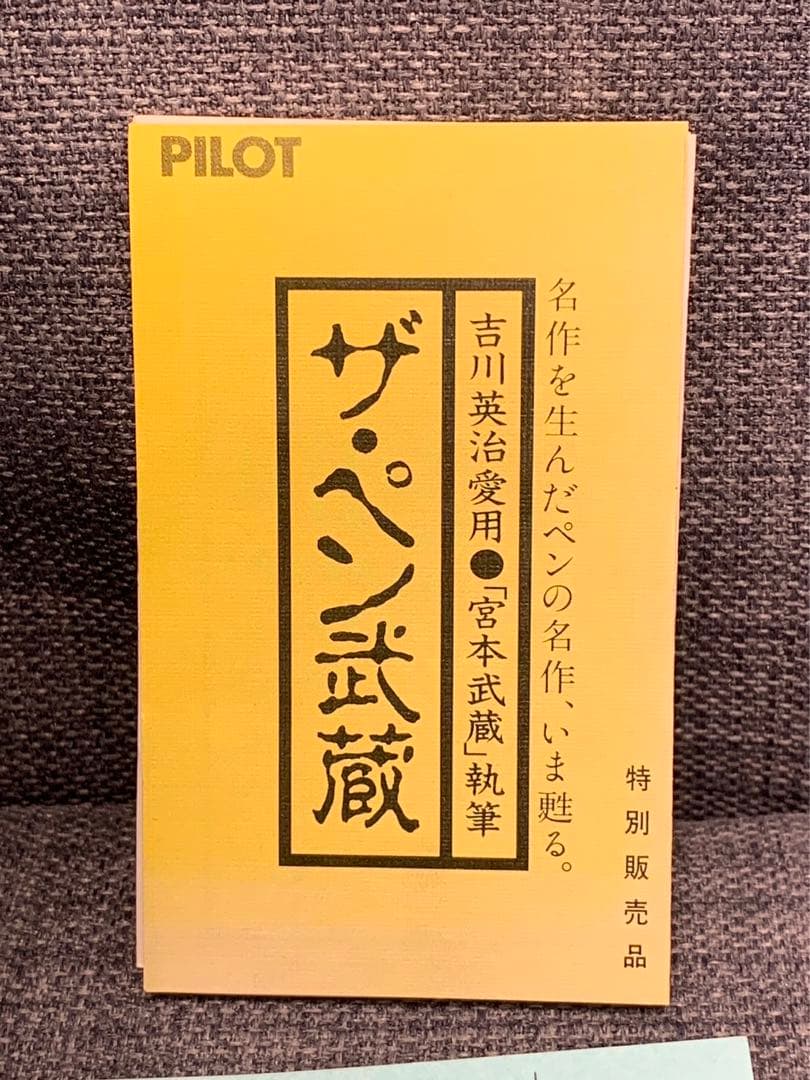 PILOT
名作を生んだペンの名作、いま甦る。
吉川英治愛用●「宮本武蔵」執筆
ザ・ペン武蔵
特別販売品